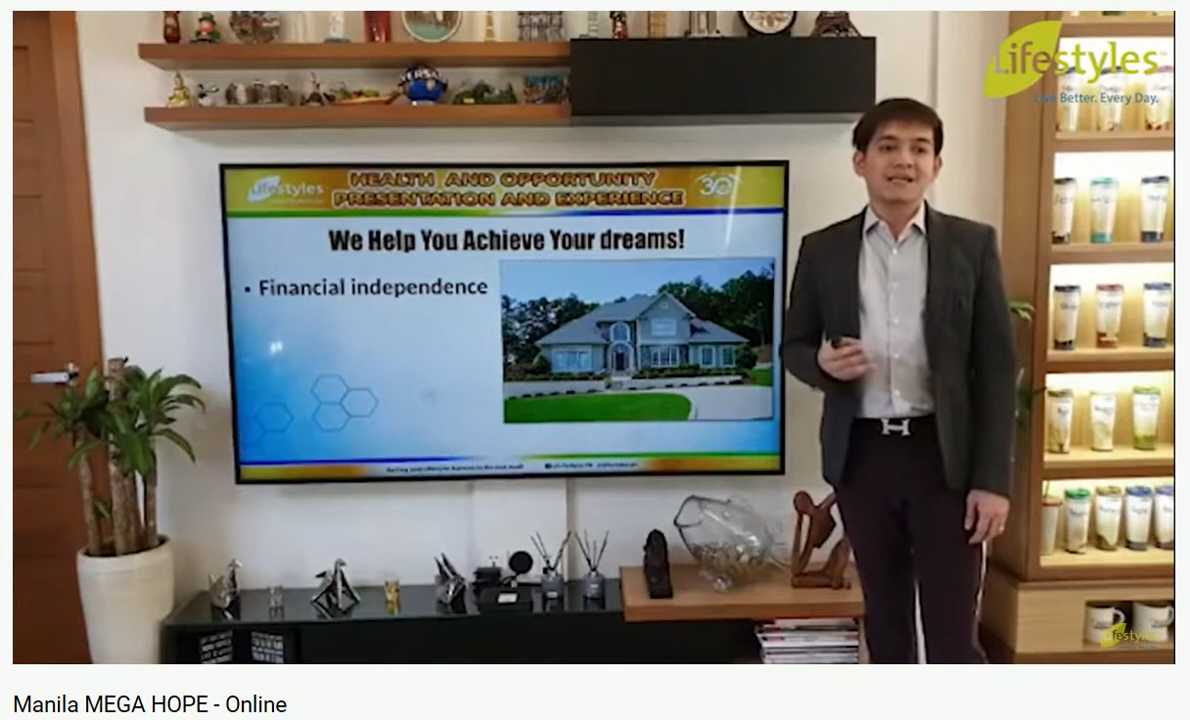 Lifestyles
Live Better. Every Day.
Lifestyles
HEALTH AND OPPORTUNITY
PRESENTATION AND EXPERIENCE
30
We Help You Achieve Your dreams!
• Financial independence
Lifestyles
Manila MEGA HOPE - Online